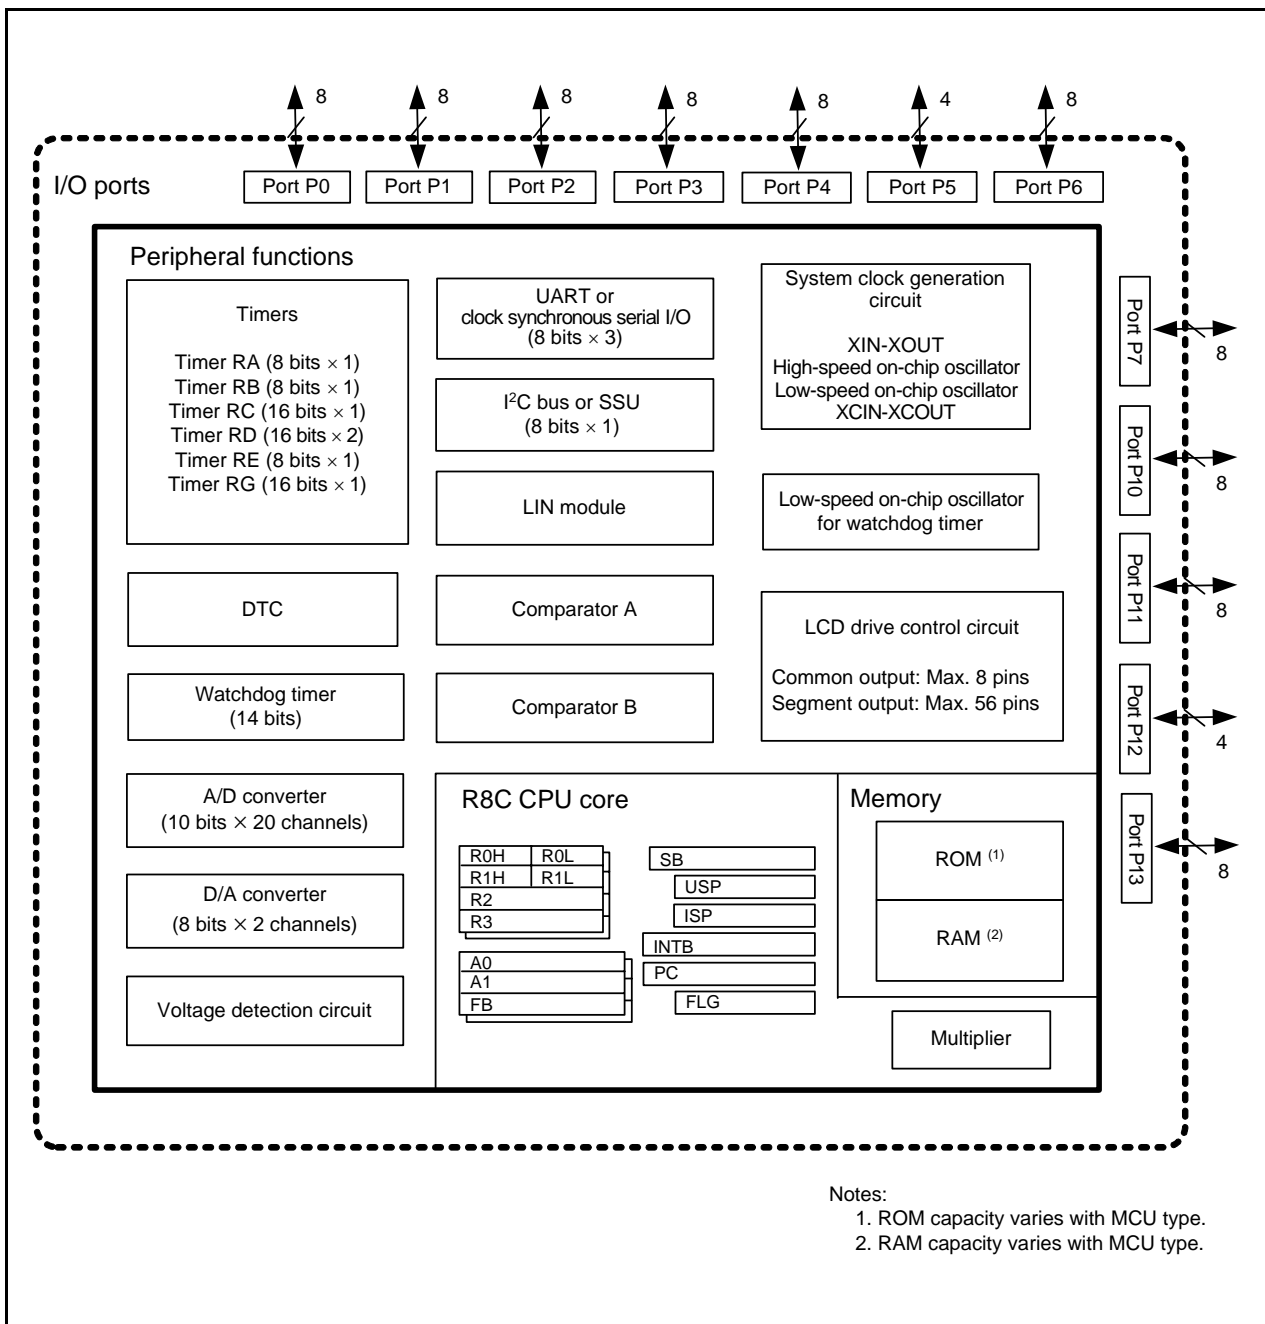 8 8 8 8 8 4 8
I/O ports
Port P0 Port P1 Port P2 Port P3 Port P4 Port P5 Port P6
Peripheral functions
Timers
Timer RA (8 bits × 1)
Timer RB (8 bits × 1)
Timer RC (16 bits × 1)
Timer RD (16 bits × 2)
Timer RE (8 bits × 1)
Timer RG (16 bits × 1)
DTC
Watchdog timer
(14 bits)
A/D converter
(10 bits × 20 channels)
D/A converter
(8 bits × 2 channels)
Voltage detection circuit
UART or
clock synchronous serial I/O
(8 bits × 3)
I²C bus or SSU
(8 bits × 1)
LIN module
Comparator A
Comparator B
System clock generation
circuit
XIN-XOUT
High-speed on-chip oscillator
Low-speed on-chip oscillator
XCIN-XCOUT
Low-speed on-chip oscillator
for watchdog timer
LCD drive control circuit
Common output: Max. 8 pins
Segment output: Max. 56 pins
R8C CPU core
R0H R0L
R1H R1L
R2
R3
A0
A1
FB
SB
USP
ISP
INTB
PC
FLG
Memory
ROM (1)
RAM (2)
Multiplier
Port P7
8
Port P10
8
Port P11
8
Port P12
4
Port P13
8
Notes:
1. ROM capacity varies with MCU type.
2. RAM capacity varies with MCU type.